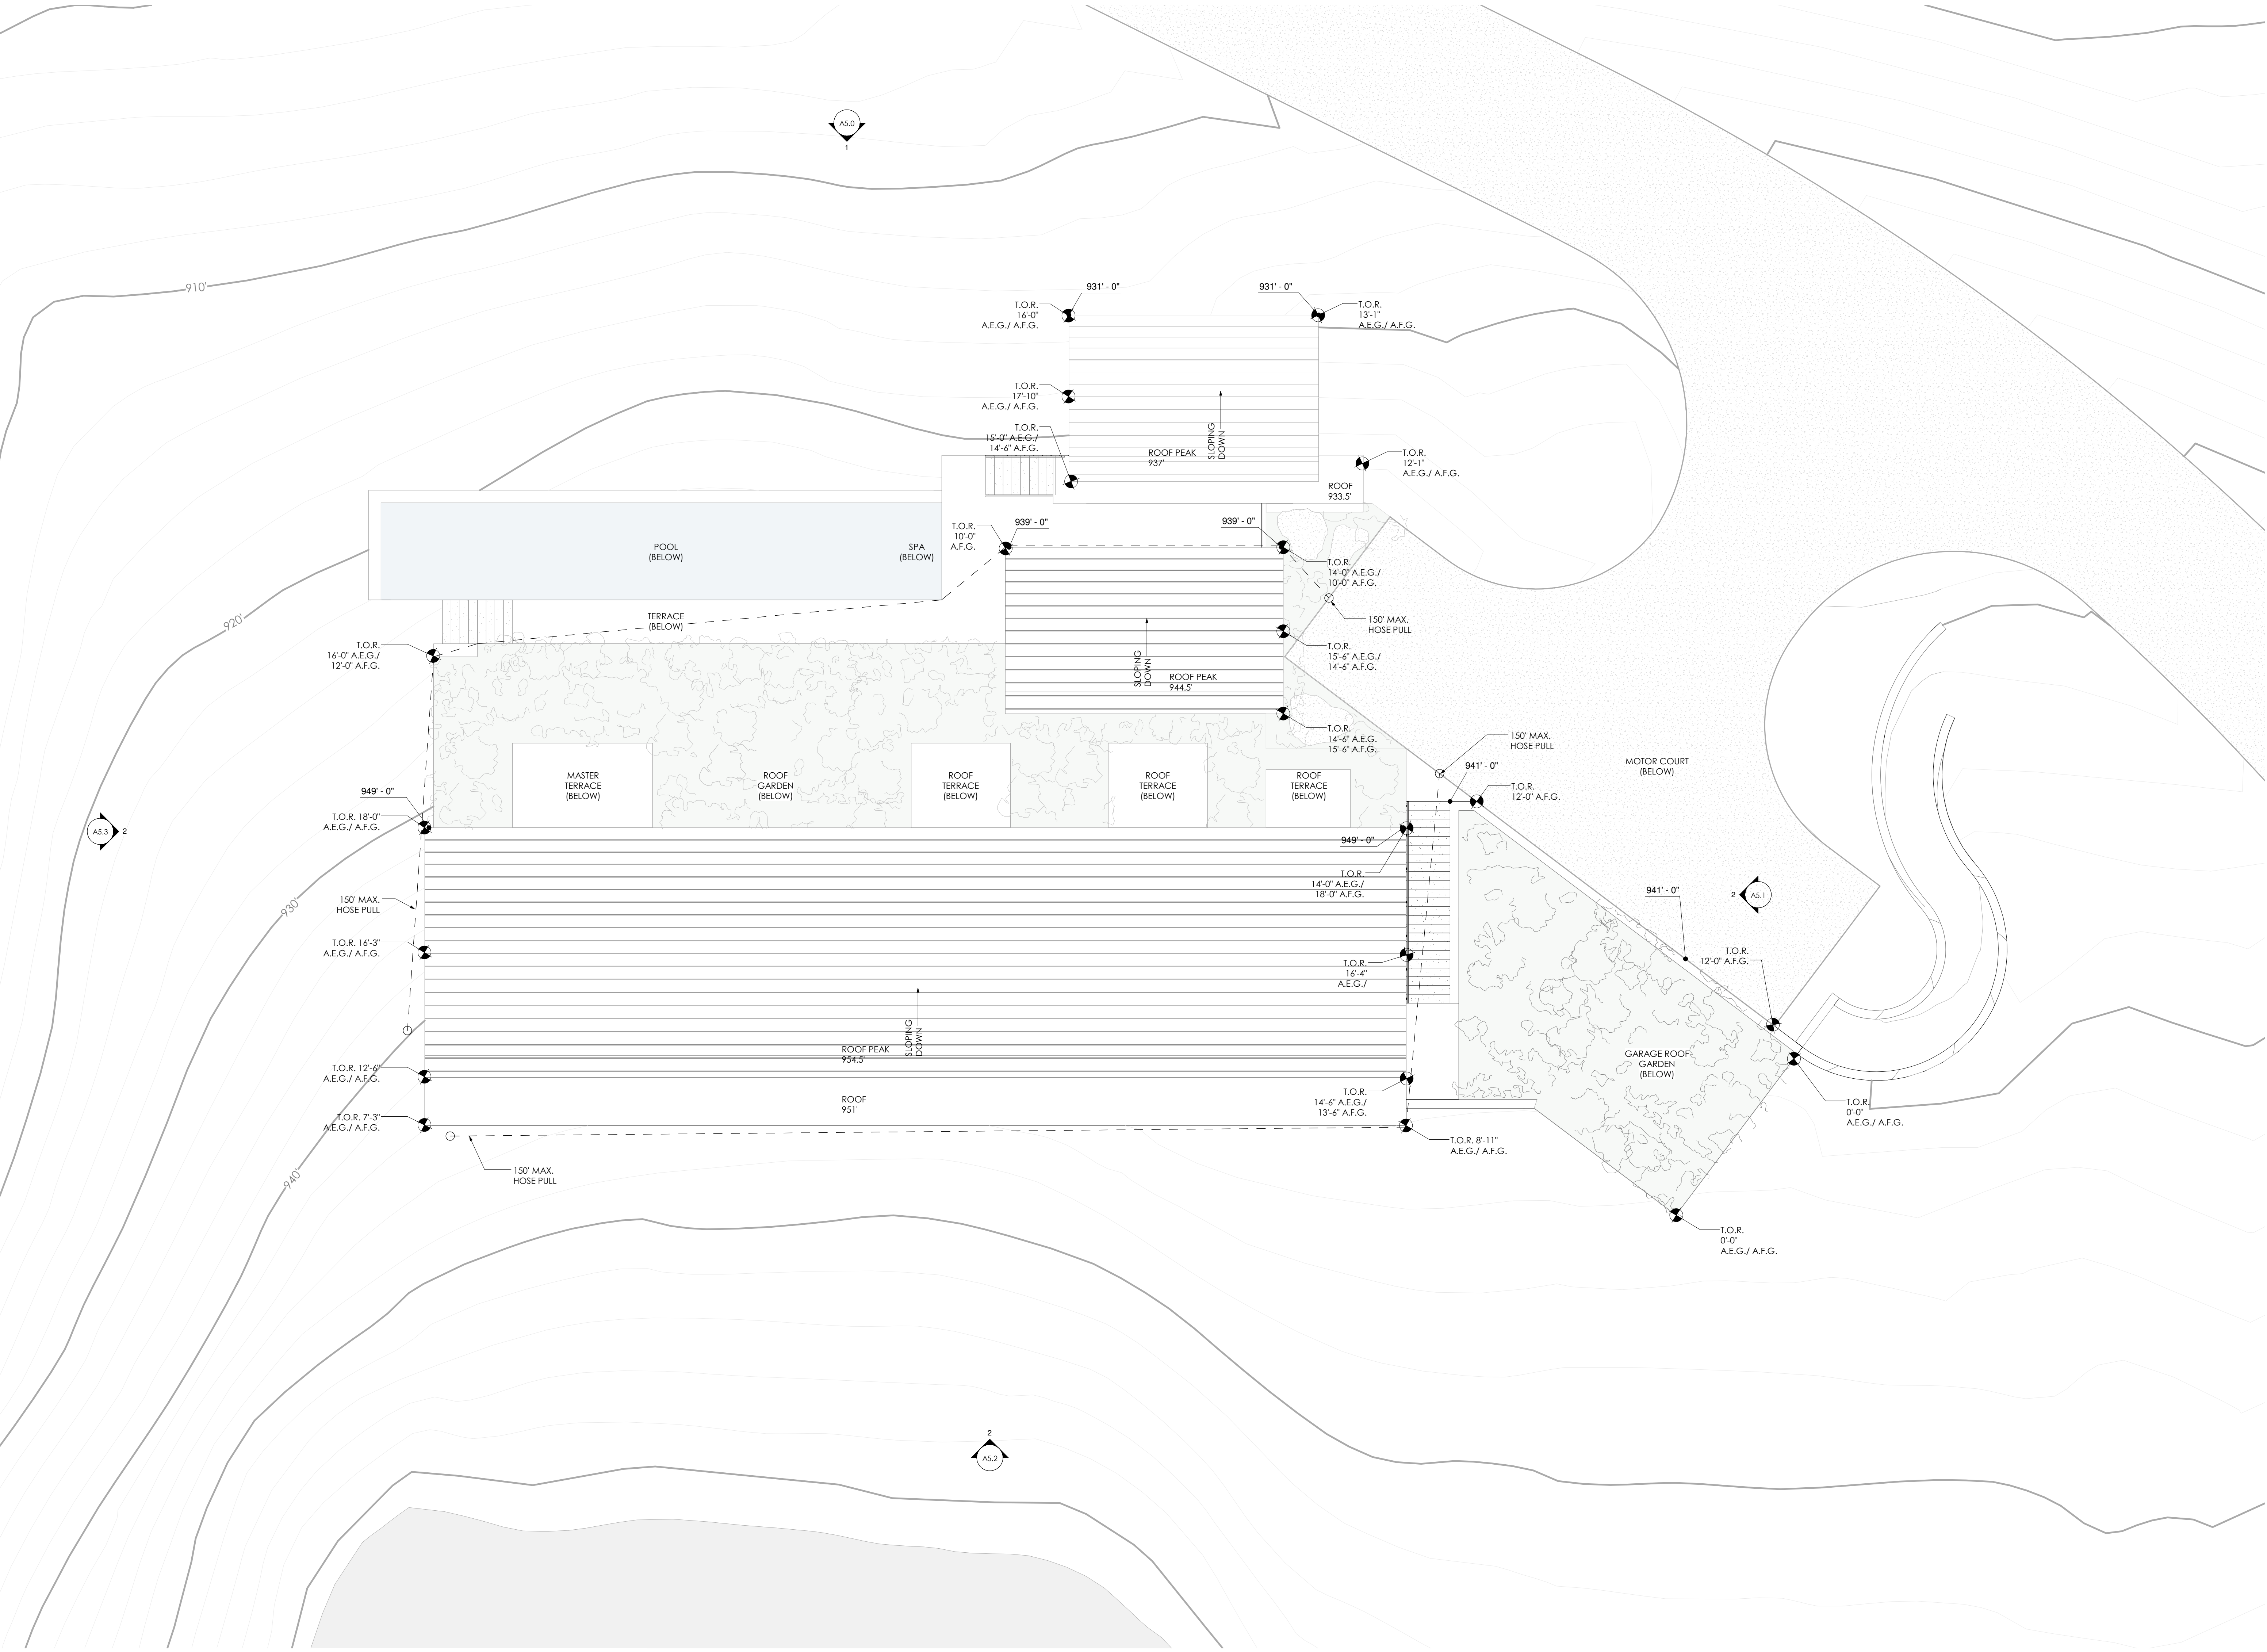 A5.0
1
910'
931' - 0"
931' - 0"
T.O.R.
16'-0"
A.E.G./ A.F.G.
T.O.R.
13'-1"
A.E.G./ A.F.G.
T.O.R.
17'-10"
A.E.G./ A.F.G.
T.O.R.
15'-0" A.E.G./
14'-6" A.F.G.
SLOPING
DOWN
ROOF PEAK
937'
T.O.R.
12'-1"
A.E.G./ A.F.G.
ROOF
933.5'
939' - 0"
939' - 0"
T.O.R.
10'-0"
A.F.G.
POOL
(BELOW)
SPA
(BELOW)
T.O.R.
14'-0" A.E.G./
10'-0" A.F.G.
920'
TERRACE
(BELOW)
150' MAX.
HOSE PULL
T.O.R.
16'-0" A.E.G./
12'-0" A.F.G.
T.O.R.
15'-6" A.E.G./
14'-6" A.F.G.
SLOPING
DOWN
ROOF PEAK
944.5'
T.O.R.
14'-6" A.E.G.
15'-6" A.F.G.
150' MAX.
HOSE PULL
941' - 0"
MOTOR COURT
(BELOW)
MASTER
TERRACE
(BELOW)
ROOF
GARDEN
(BELOW)
ROOF
TERRACE
(BELOW)
ROOF
TERRACE
(BELOW)
ROOF
TERRACE
(BELOW)
T.O.R.
12'-0" A.F.G.
949' - 0"
T.O.R. 18'-0"
A.E.G./ A.F.G.
A5.3
2
949' - 0"
T.O.R.
14'-0" A.E.G./
18'-0" A.F.G.
941' - 0"
2
A5.1
150' MAX.
HOSE PULL
930'
T.O.R. 16'-3"
A.E.G./ A.F.G.
T.O.R.
16'-4"
A.E.G./
T.O.R.
12'-0" A.F.G.
SLOPING
DOWN
ROOF PEAK
954.5'
GARAGE ROOF
GARDEN
(BELOW)
T.O.R. 12'-6"
A.E.G./ A.F.G.
ROOF
951'
T.O.R.
14'-6" A.E.G./
13'-6" A.F.G.
T.O.R.
0'-0"
A.E.G./ A.F.G.
T.O.R. 7'-3"
A.E.G./ A.F.G.
T.O.R. 8'-11"
A.E.G./ A.F.G.
150' MAX.
HOSE PULL
940'
T.O.R.
0'-0"
A.E.G./ A.F.G.
2
A5.2